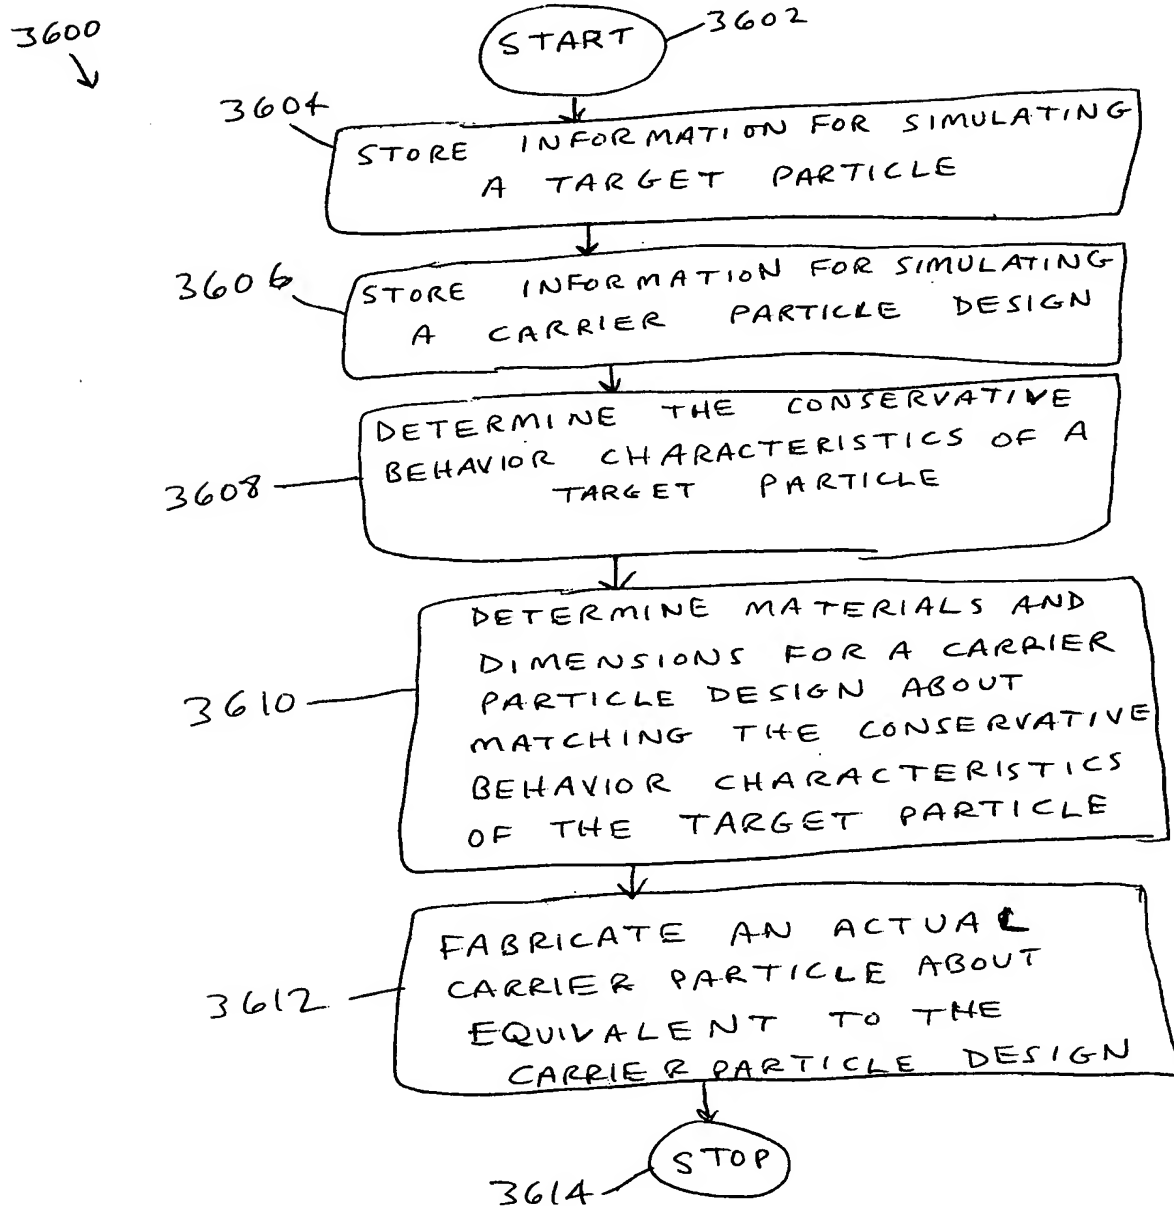 3600
START
3602
3604
STORE INFORMATION FOR SIMULATING
A TARGET PARTICLE
3606
STORE INFORMATION FOR SIMULATING
A CARRIER PARTICLE DESIGN
3608
DETERMINE THE CONSERVATIVE
BEHAVIOR CHARACTERISTICS OF A
TARGET PARTICLE
3610
DETERMINE MATERIALS AND
DIMENSIONS FOR A CARRIER
PARTICLE DESIGN ABOUT
MATCHING THE CONSERVATIVE
BEHAVIOR CHARACTERISTICS
OF THE TARGET PARTICLE
3612
FABRICATE AN ACTUAL
CARRIER PARTICLE ABOUT
EQUIVALENT TO THE
CARRIER PARTICLE DESIGN
STOP
3614